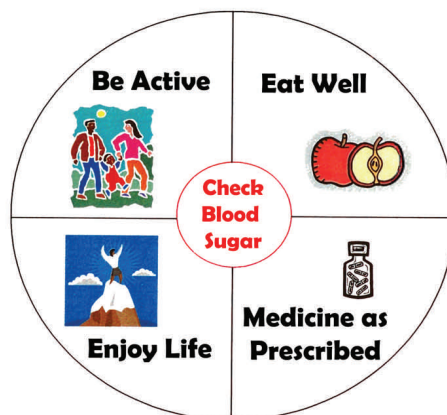 Be Active
Eat Well
Check
Blood
Sugar
Enjoy Life
Medicine as
Prescribed